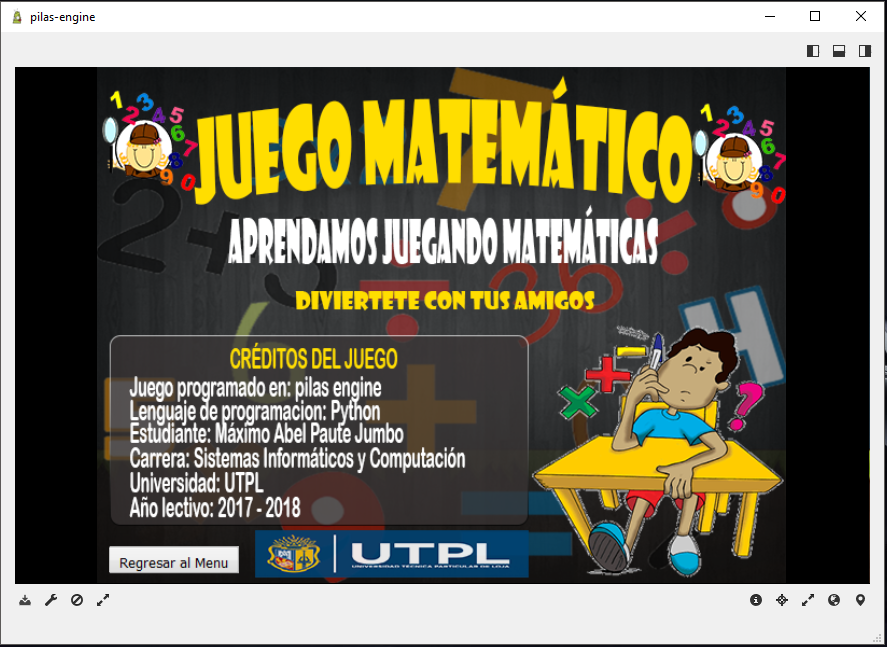 pilas-engine
JUEGO MATEMÁTICO
APRENDAMOS JUEGANDO MATEMÁTICAS
DIVIERTETE CON TUS AMIGOS
CRÉDITOS DEL JUEGO
Juego programado en: pilas engine
Lenguaje de programacion: Python
Estudiante: Máximo Abel Paute Jumbo
Carrera: Sistemas Informáticos y Computación
Universidad: UTPL
Año lectivo: 2017 - 2018
Regresar al Menu
UTPL
UNIVERSIDAD TECNICA PARTICULAR DE LOJA